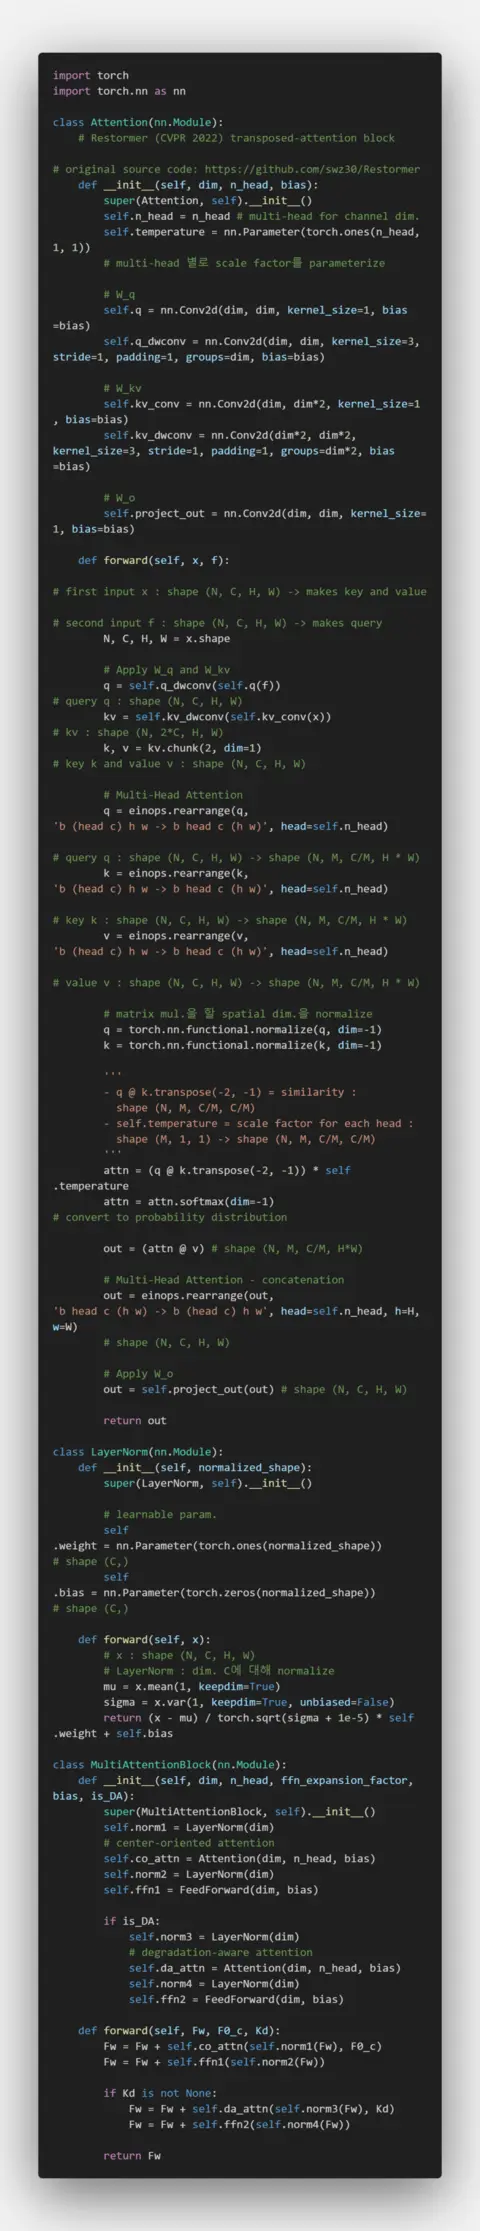 import torch
import torch.nn as nn
class Attention(nn.Module):
# Restormer (CVPR 2022) transposed-attention block
# original source code: https://github.com/swz30/Restormer
def __init__(self, dim, n_head, bias):
super(Attention, self).__init__()
self.n_head = n_head # multi-head for channel dim.
self.temperature = nn.Parameter(torch.ones(n_head,
1, 1))
# multi-head 별로 scale factor를 parameterize
# W_q
self.q = nn.Conv2d(dim, dim, kernel_size=1, bias
=bias)
self.q_dwconv = nn.Conv2d(dim, dim, kernel_size=3,
stride=1, padding=1, groups=dim, bias=bias)
# W_kv
self.kv_conv = nn.Conv2d(dim, dim*2, kernel_size=1
, bias=bias)
self.kv_dwconv = nn.Conv2d(dim*2, dim*2,
kernel_size=3, stride=1, padding=1, groups=dim*2, bias
=bias)
# W_o
self.project_out = nn.Conv2d(dim, dim, kernel_size=
1, bias=bias)
def forward(self, x, f):
# first input x : shape (N, C, H, W) -> makes key and value
# second input f : shape (N, C, H, W) -> makes query
N, C, H, W = x.shape
# Apply W_q and W_kv
q = self.q_dwconv(self.q(f))
# query q : shape (N, C, H, W)
kv = self.kv_dwconv(self.kv_conv(x))
# kv : shape (N, 2*C, H, W)
k, v = kv.chunk(2, dim=1)
# key k and value v : shape (N, C, H, W)
# Multi-Head Attention
q = einops.rearrange(q,
'b (head c) h w -> b head c (h w)', head=self.n_head)
# query q : shape (N, C, H, W) -> shape (N, M, C/M, H * W)
k = einops.rearrange(k,
'b (head c) h w -> b head c (h w)', head=self.n_head)
# key k : shape (N, C, H, W) -> shape (N, M, C/M, H * W)
v = einops.rearrange(v,
'b (head c) h w -> b head c (h w)', head=self.n_head)
# value v : shape (N, C, H, W) -> shape (N, M, C/M, H * W)
# matrix mul.을 할 spatial dim.을 normalize
q = torch.nn.functional.normalize(q, dim=-1)
k = torch.nn.functional.normalize(k, dim=-1)
'''
- q @ k.transpose(-2, -1) = similarity :
shape (N, M, C/M, C/M)
- self.temperature = scale factor for each head :
shape (M, 1, 1) -> shape (N, M, C/M, C/M)
'''
attn = (q @ k.transpose(-2, -1)) * self
.temperature
attn = attn.softmax(dim=-1)
# convert to probability distribution
out = (attn @ v) # shape (N, M, C/M, H*W)
# Multi-Head Attention - concatenation
out = einops.rearrange(out,
'b head c (h w) -> b (head c) h w', head=self.n_head, h=H,
w=W)
# shape (N, C, H, W)
# Apply W_o
out = self.project_out(out) # shape (N, C, H, W)
return out
class LayerNorm(nn.Module):
def __init__(self, normalized_shape):
super(LayerNorm, self).__init__()
# learnable param.
self
.weight = nn.Parameter(torch.ones(normalized_shape))
# shape (C,)
self
.bias = nn.Parameter(torch.zeros(normalized_shape))
# shape (C,)
def forward(self, x):
# x : shape (N, C, H, W)
# LayerNorm : dim. C에 대해 normalize
mu = x.mean(1, keepdim=True)
sigma = x.var(1, keepdim=True, unbiased=False)
return (x - mu) / torch.sqrt(sigma + 1e-5) * self
.weight + self.bias
class MultiAttentionBlock(nn.Module):
def __init__(self, dim, n_head, ffn_expansion_factor,
bias, is_DA):
super(MultiAttentionBlock, self).__init__()
self.norm1 = LayerNorm(dim)
# center-oriented attention
self.co_attn = Attention(dim, n_head, bias)
self.norm2 = LayerNorm(dim)
self.ffn1 = FeedForward(dim, bias)
if is_DA:
self.norm3 = LayerNorm(dim)
# degradation-aware attention
self.da_attn = Attention(dim, n_head, bias)
self.norm4 = LayerNorm(dim)
self.ffn2 = FeedForward(dim, bias)
def forward(self, Fw, F0_c, Kd):
Fw = Fw + self.co_attn(self.norm1(Fw), F0_c)
Fw = Fw + self.ffn1(self.norm2(Fw))
if Kd is not None:
Fw = Fw + self.da_attn(self.norm3(Fw), Kd)
Fw = Fw + self.ffn2(self.norm4(Fw))
return Fw